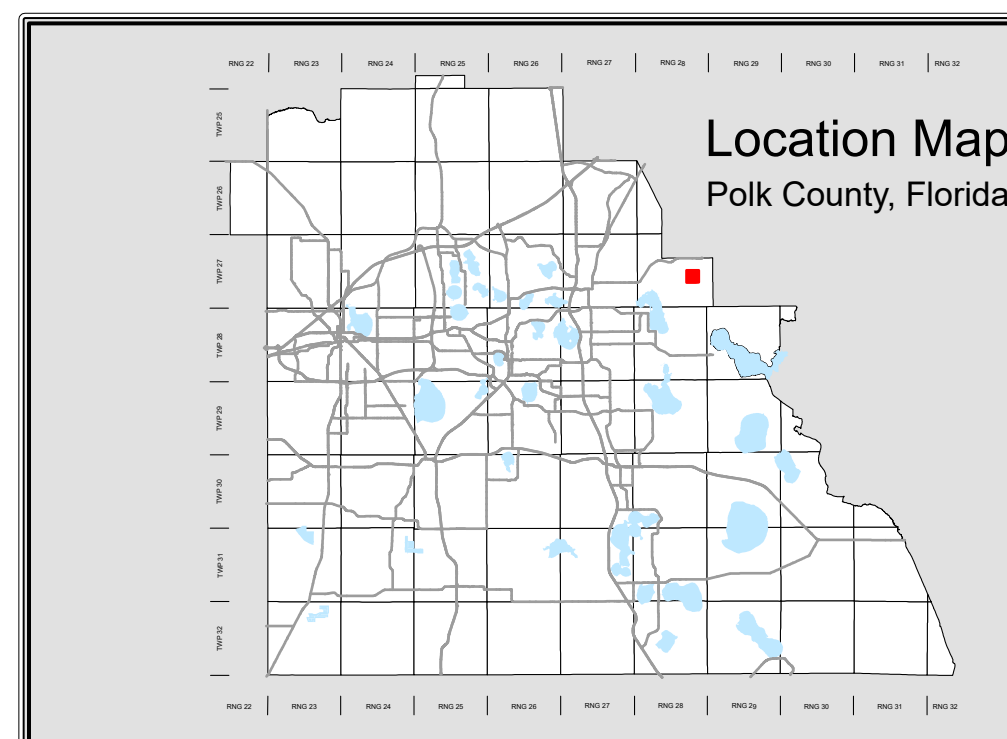 RNG 22 RNG 23 RNG 24 RNG 25 RNG 26 RNG 27 RNG 28 RNG 29 RNG 30 RNG 31 RNG 32
Location Map
Polk County, Florida
TWP 25
TWP 26
TWP 27
TWP 28
TWP 29
TWP 30
TWP 31
TWP 32
RNG 22 RNG 23 RNG 24 RNG 25 RNG 26 RNG 27 RNG 28 RNG 29 RNG 30 RNG 31 RNG 32